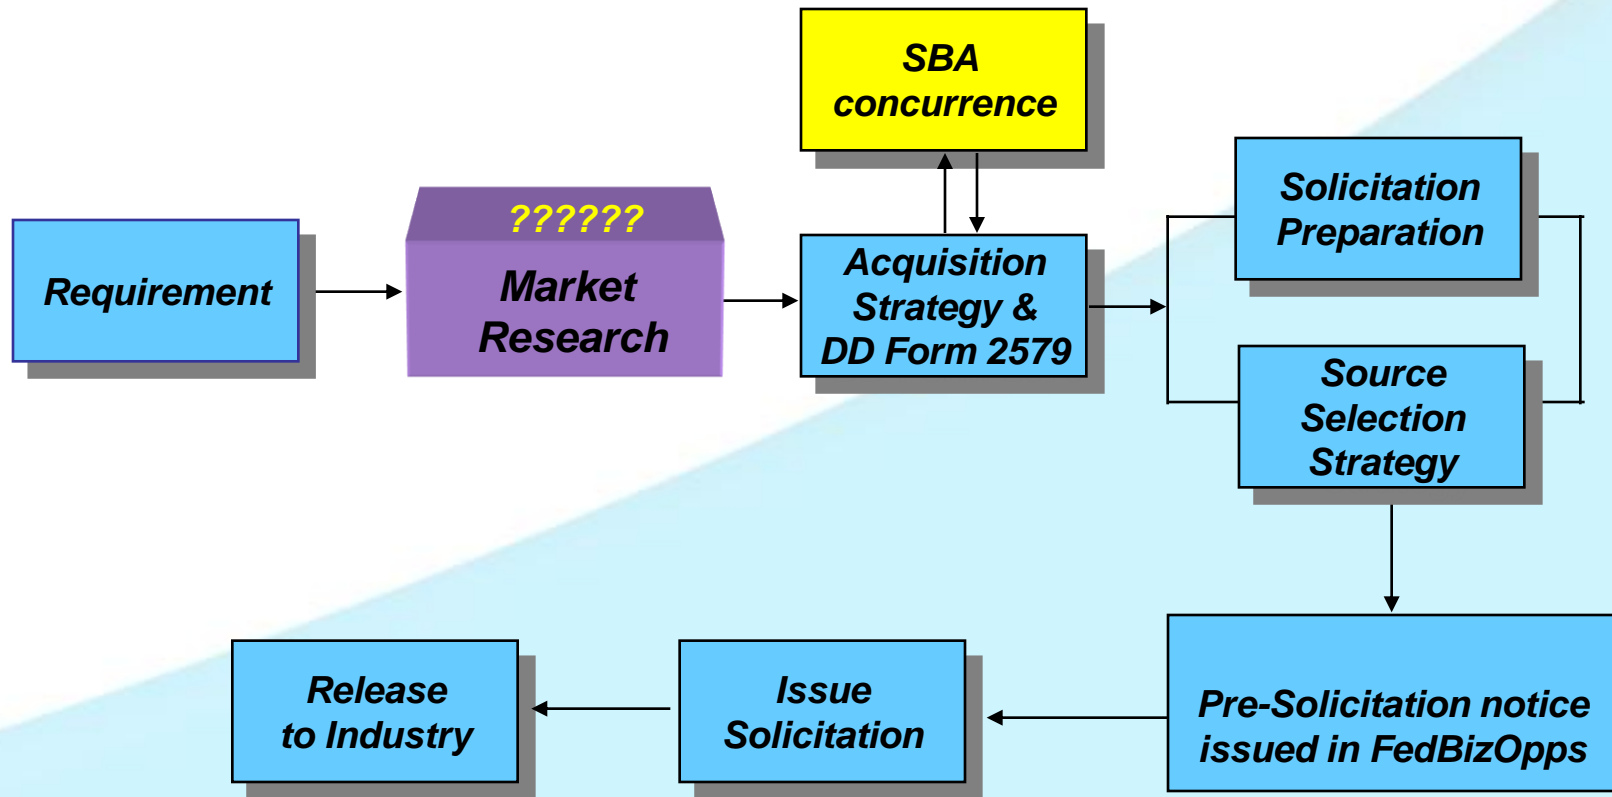 SBA
concurrence
Requirement
??????
Market
Research
Acquisition
Strategy &
DD Form 2579
Solicitation
Preparation
Source
Selection
Strategy
Pre-Solicitation notice
issued in FedBizOpps
Issue
Solicitation
Release
to Industry